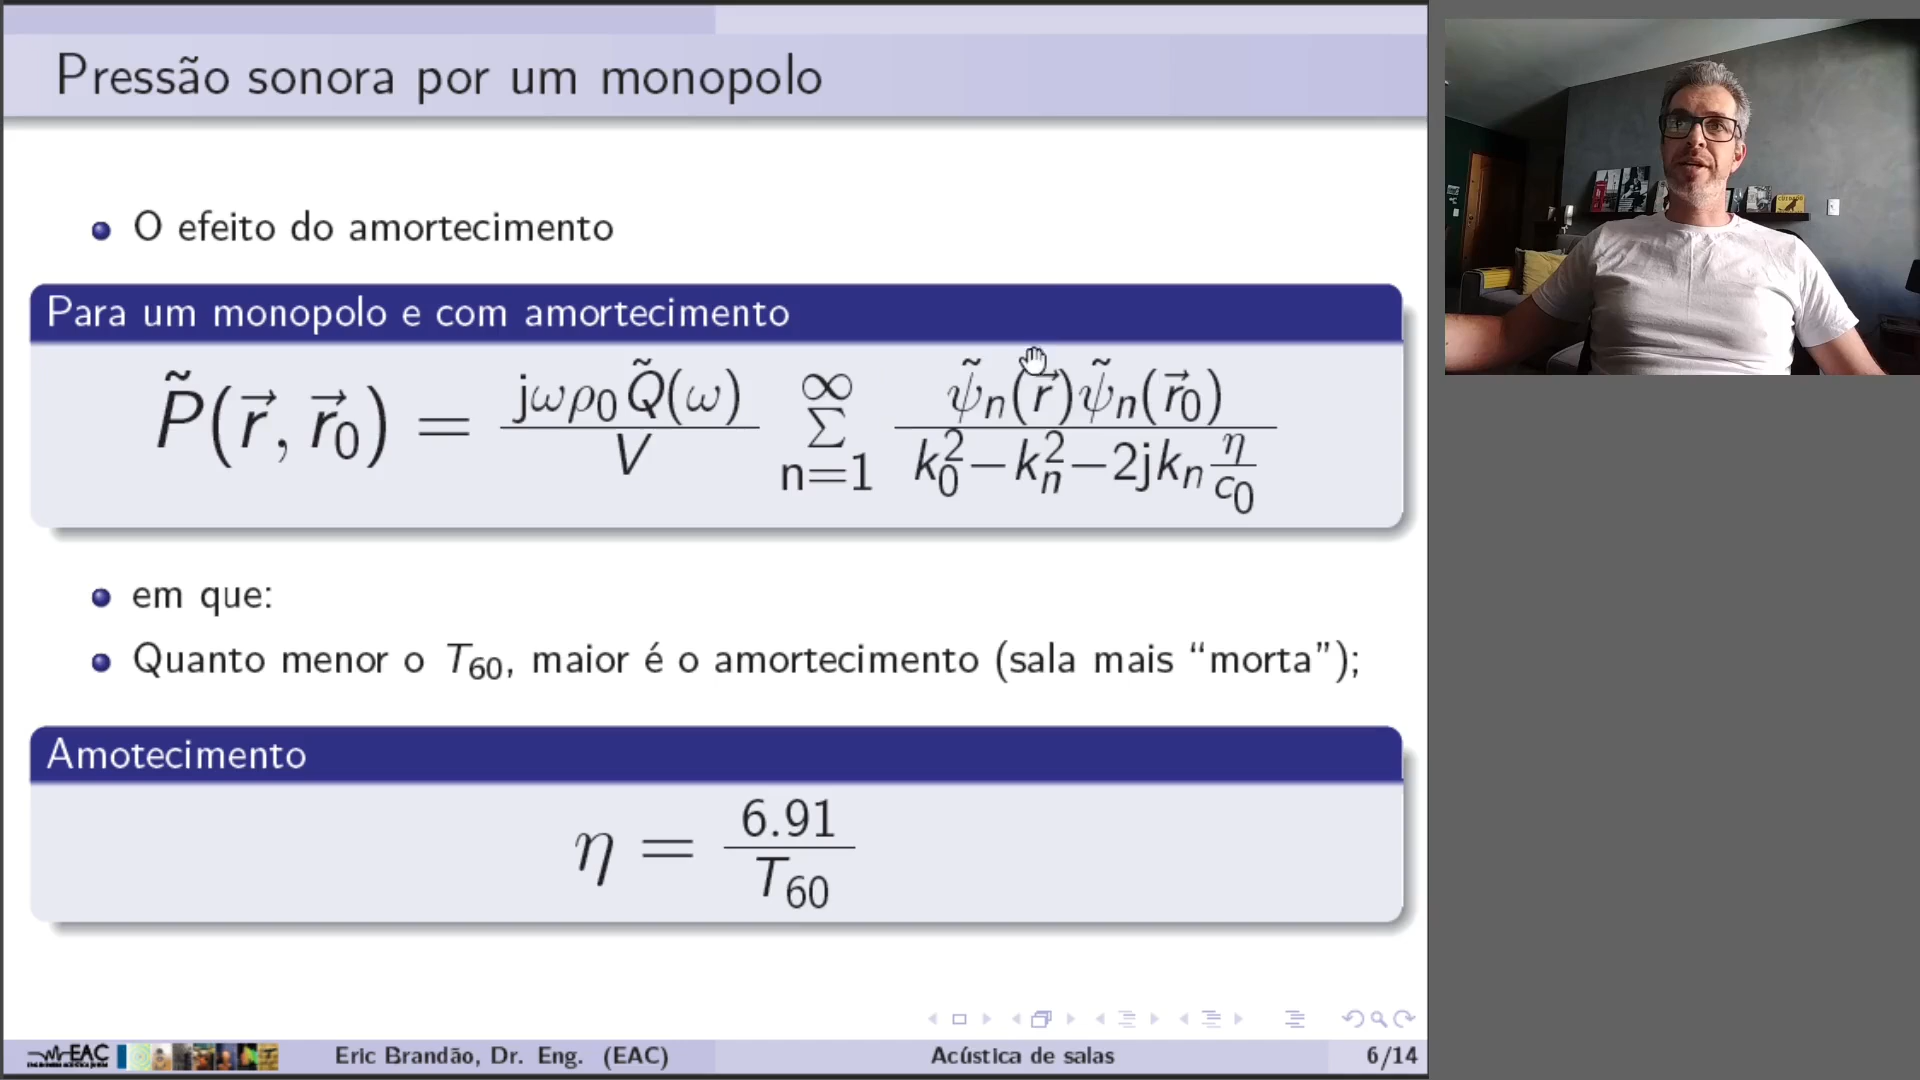 Pressão sonora por um monopolo
O efeito do amortecimento
Para um monopolo e com amortecimento
P̃(r⃗, r⃗₀) = jωρ₀Q̃(ω)/V ∑_{n=1}^{∞} ψ̃ₙ(r⃗)ψ̃ₙ(r⃗₀)/(k₀²−kₙ²−2jkₙ η/c₀)
em que:
Quanto menor o T₆₀, maior é o amortecimento (sala mais “morta”);
Amotecimento
η = 6.91/T₆₀
EAC
Eric Brandão, Dr. Eng. (EAC)
Acústica de salas
6/14